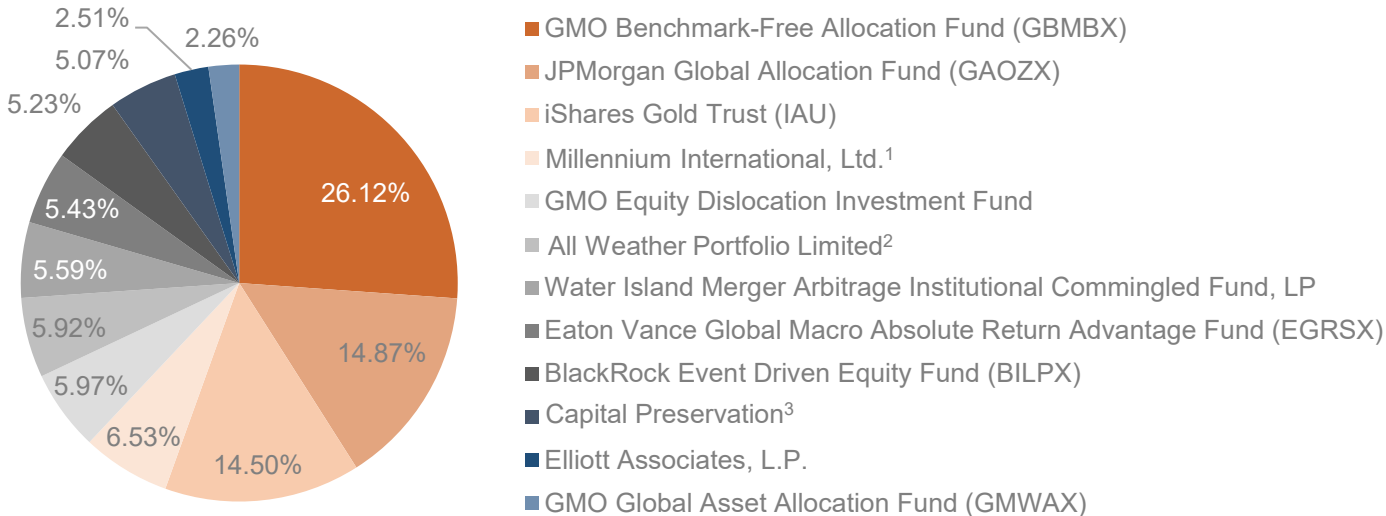 2.51%
2.26%
5.07%
5.23%
26.12%
5.43%
5.59%
5.92%
14.87%
5.97%
6.53%
14.50%
GMO Benchmark-Free Allocation Fund (GBMBX)
JPMorgan Global Allocation Fund (GAOZX)
iShares Gold Trust (IAU)
Millennium International, Ltd.¹
GMO Equity Dislocation Investment Fund
All Weather Portfolio Limited²
Water Island Merger Arbitrage Institutional Commingled Fund, LP
Eaton Vance Global Macro Absolute Return Advantage Fund (EGRSX)
BlackRock Event Driven Equity Fund (BILPX)
Capital Preservation³
Elliott Associates, L.P.
GMO Global Asset Allocation Fund (GMWAX)